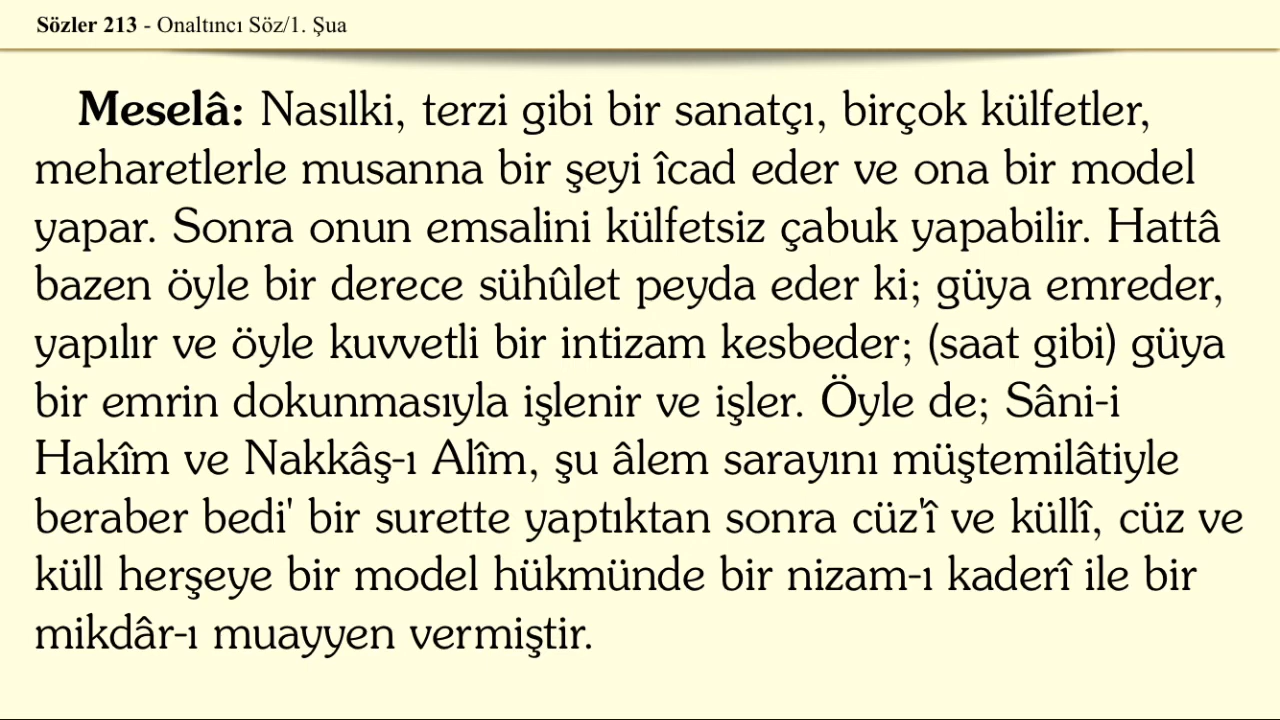 Sözler 213 - Onaltıncı Söz/1. Şua
Meselâ: Nasılki, terzi gibi bir sanatçı, birçok külfetler,
meharetlerle musanna bir şeyi îcad eder ve ona bir model
yapar. Sonra onun emsalini külfetsiz çabuk yapabilir. Hattâ
bazen öyle bir derece sühûlet peyda eder ki; güya emreder,
yapılır ve öyle kuvvetli bir intizam kesbeder; (saat gibi) güya
bir emrin dokunmasıyla işlenir ve işler. Öyle de; Sâni-i
Hakîm ve Nakkâş-ı Alîm, şu âlem sarayını müştemilâtiyle
beraber bedi' bir surette yaptıktan sonra cüz'î ve küllî, cüz ve
küll herşeye bir model hükmünde bir nizam-ı kaderî ile bir
mikdâr-ı muayyen vermiştir.